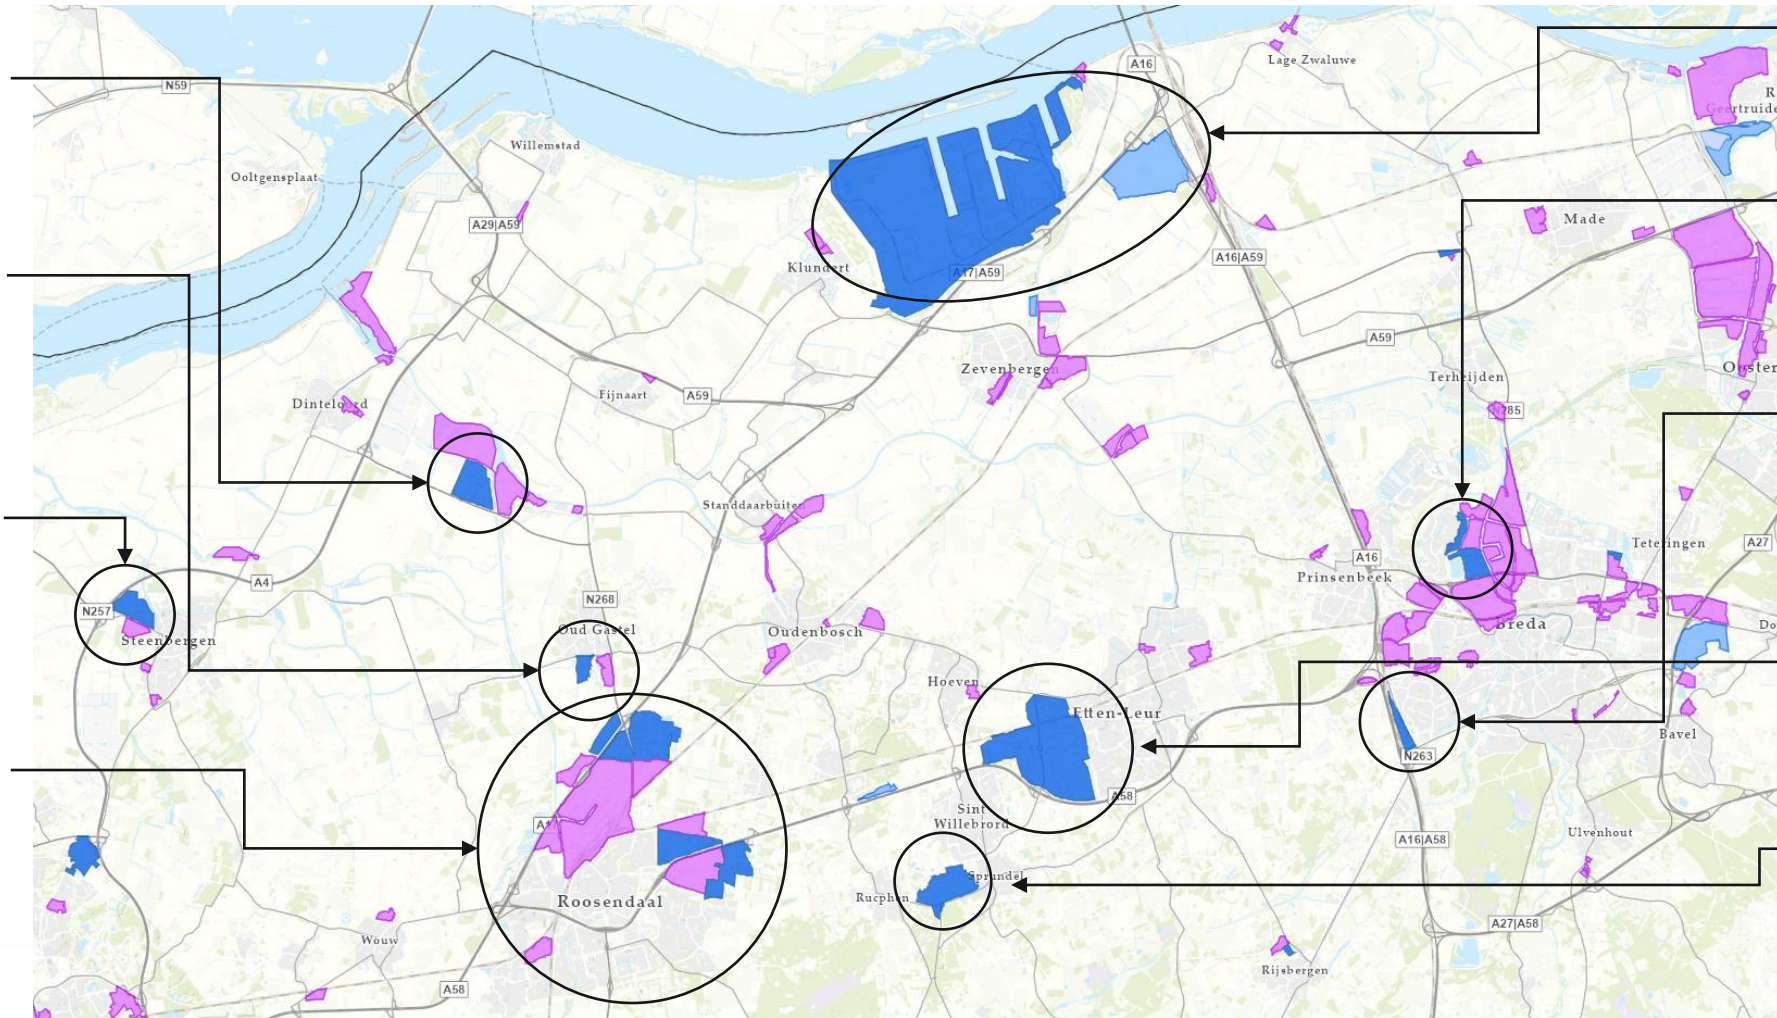 A16
Lage Zwaluwe
N59
Willemstad
Ooltgensplaat
A29|A59
Made
Klundert
A17|A59
A16|A59
A59
Zevenbergen
Terheijden
Fijnaart
A59
Dinteloord
N285
Standdaarbuiten
Teteringen
A27
A16
Prinsenbeek
A4
N268
N257
Steenbergen
Oud Gastel
Oudenbosch
Breda
Hoeven
Etten-Leur
Bavel
N263
A58
Sint
Willebrord
Ulvenhout
A16|A58
Sprundel
Rucphen
Roosendaal
A27|A58
Wouw
Rijsbergen
A58